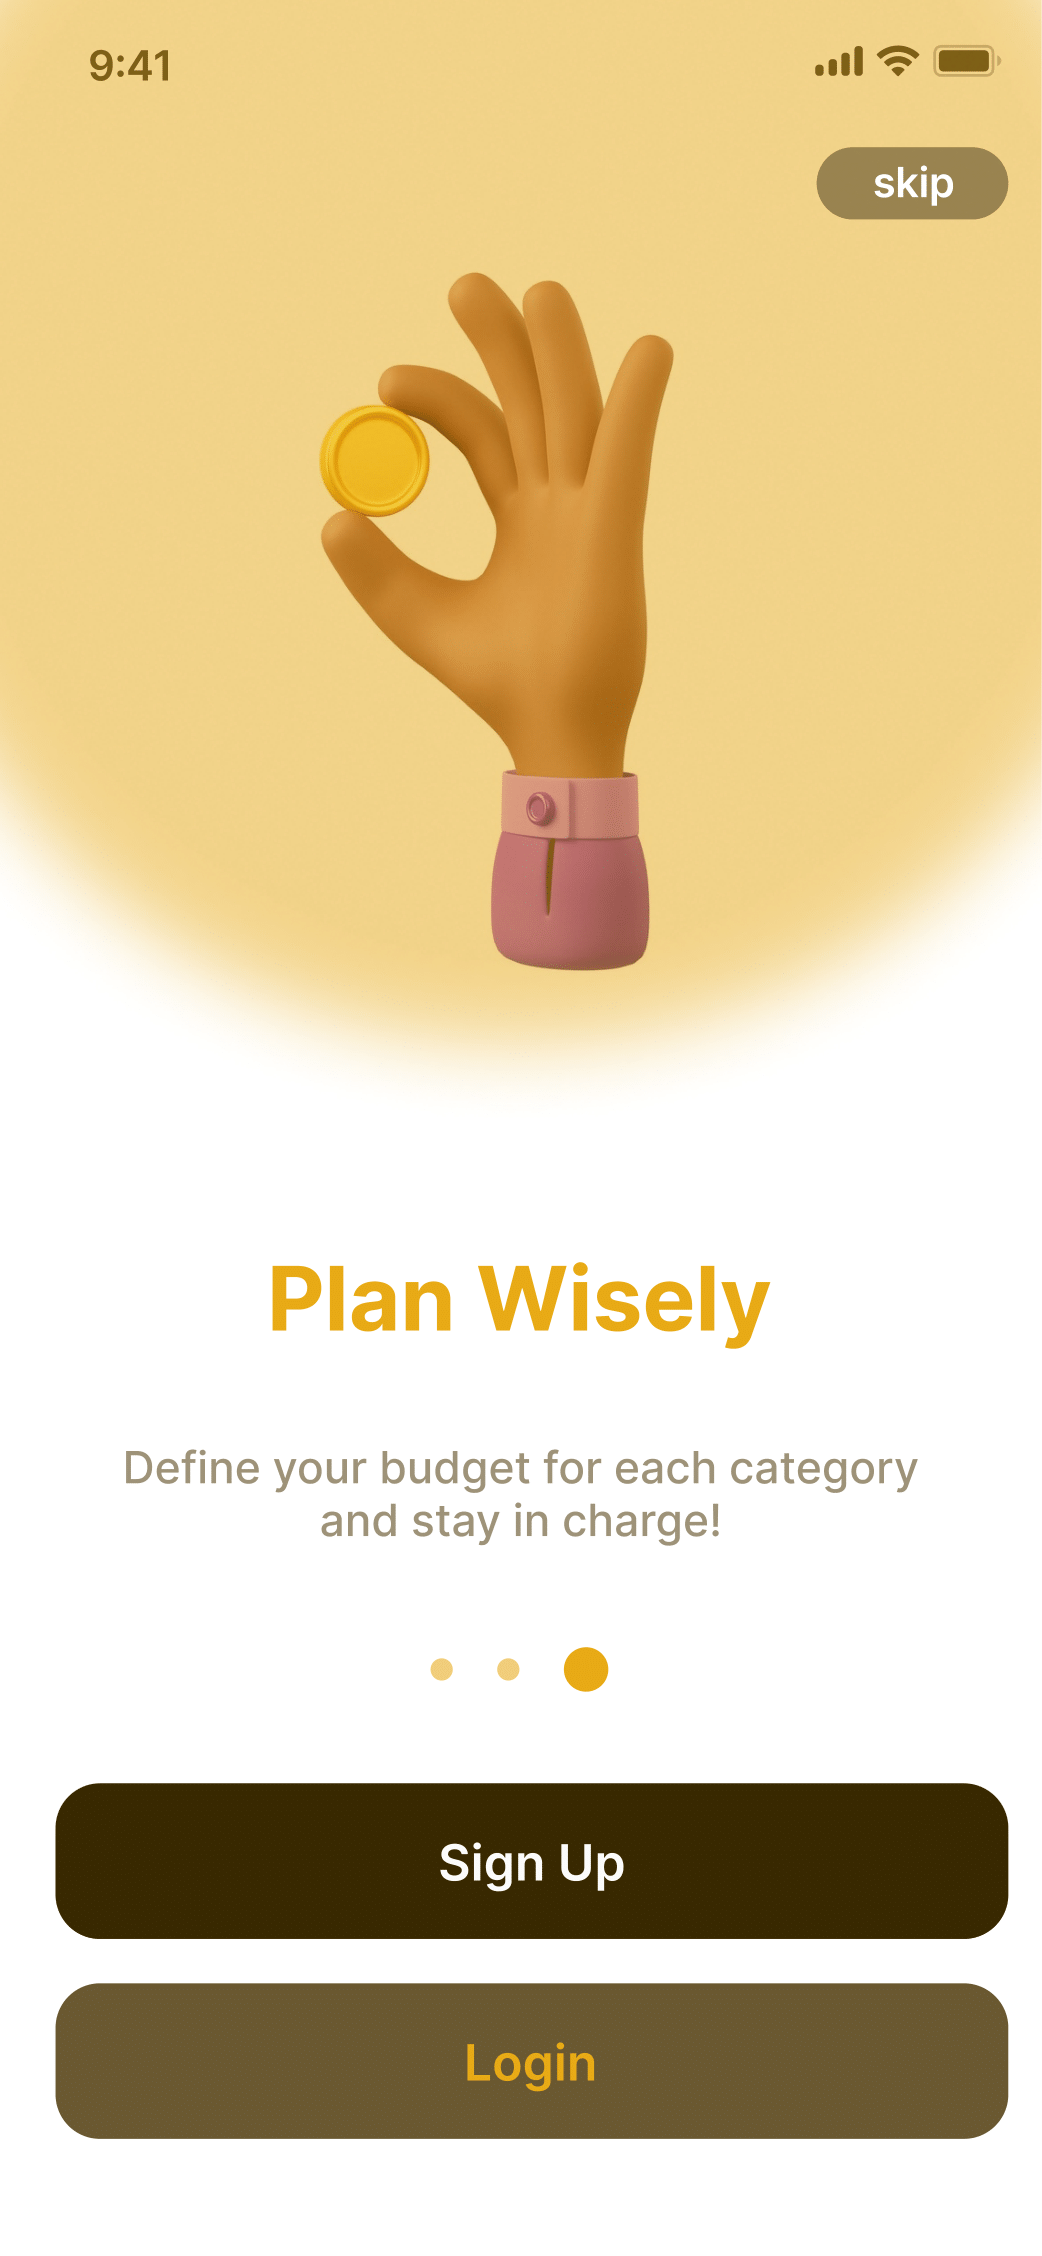 9:41
skip
Plan Wisely
Define your budget for each category
and stay in charge!
Sign Up
Login